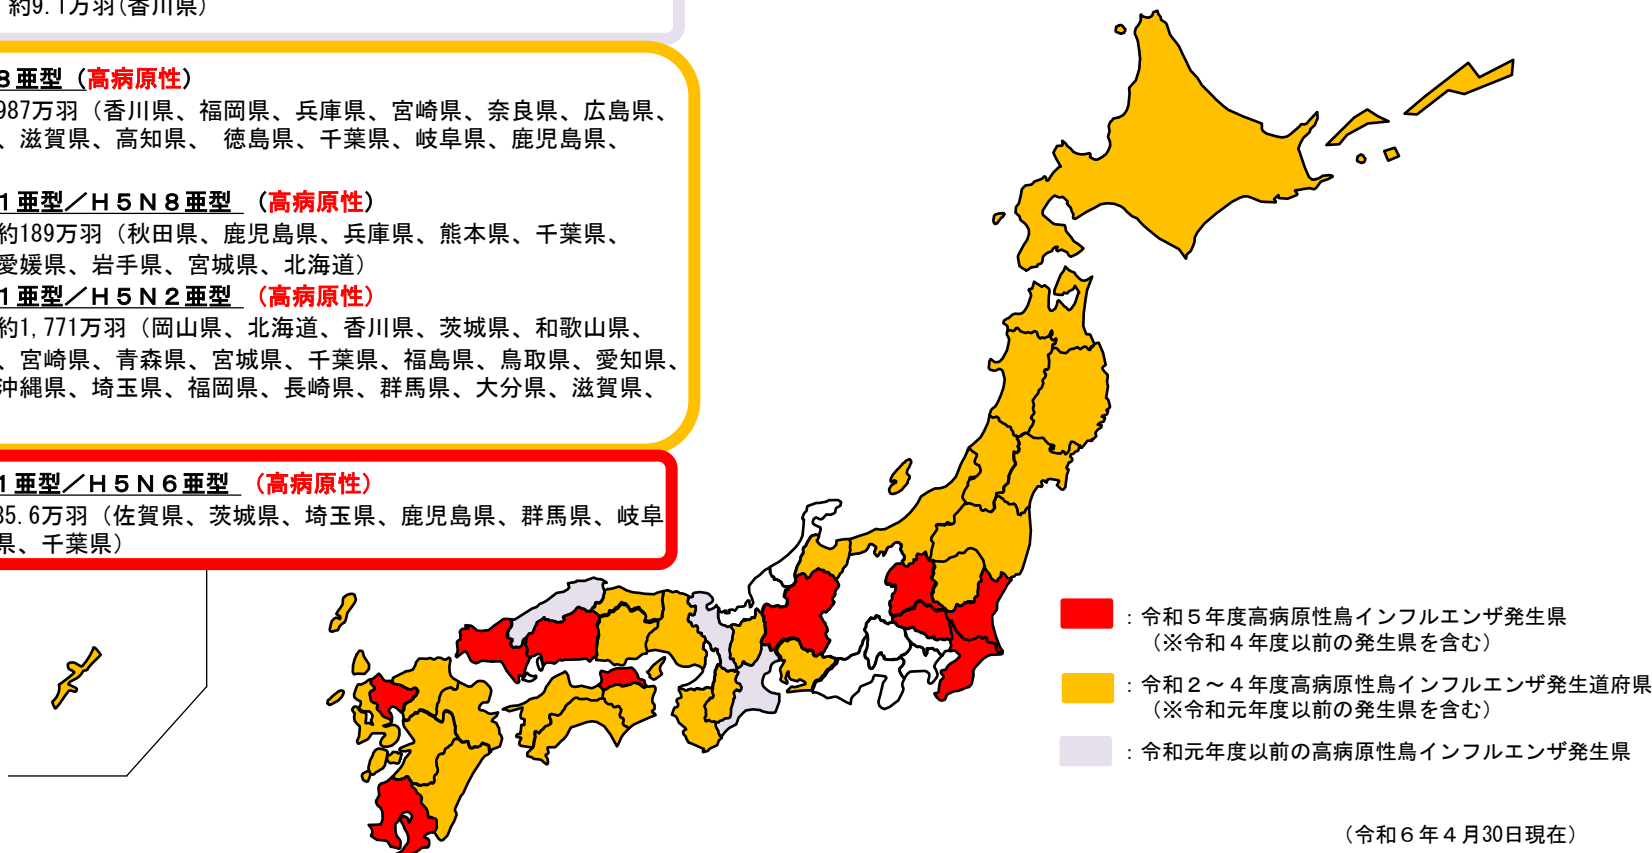 約9.1万羽(香川県)
8亜型（高病原性）
987万羽（香川県、福岡県、兵庫県、宮崎県、奈良県、広島県、
、滋賀県、高知県、 徳島県、千葉県、岐阜県、鹿児島県、
1亜型／Ｈ５Ｎ８亜型 （高病原性）
約189万羽（秋田県、鹿児島県、兵庫県、熊本県、千葉県、
愛媛県、岩手県、宮城県、北海道）
1亜型／Ｈ５Ｎ２亜型 （高病原性）
約1,771万羽（岡山県、北海道、香川県、茨城県、和歌山県、
、宮崎県、青森県、宮城県、千葉県、福島県、鳥取県、愛知県、
沖縄県、埼玉県、福岡県、長崎県、群馬県、大分県、滋賀県、
1亜型／Ｈ５Ｎ６亜型 （高病原性）
85.6万羽（佐賀県、茨城県、埼玉県、鹿児島県、群馬県、岐阜
県、千葉県）
：令和５年度高病原性鳥インフルエンザ発生県
（※令和４年度以前の発生県を含む）
：令和２～４年度高病原性鳥インフルエンザ発生道府県
（※令和元年度以前の発生県を含む）
：令和元年度以前の高病原性鳥インフルエンザ発生県
（令和６年４月30日現在）